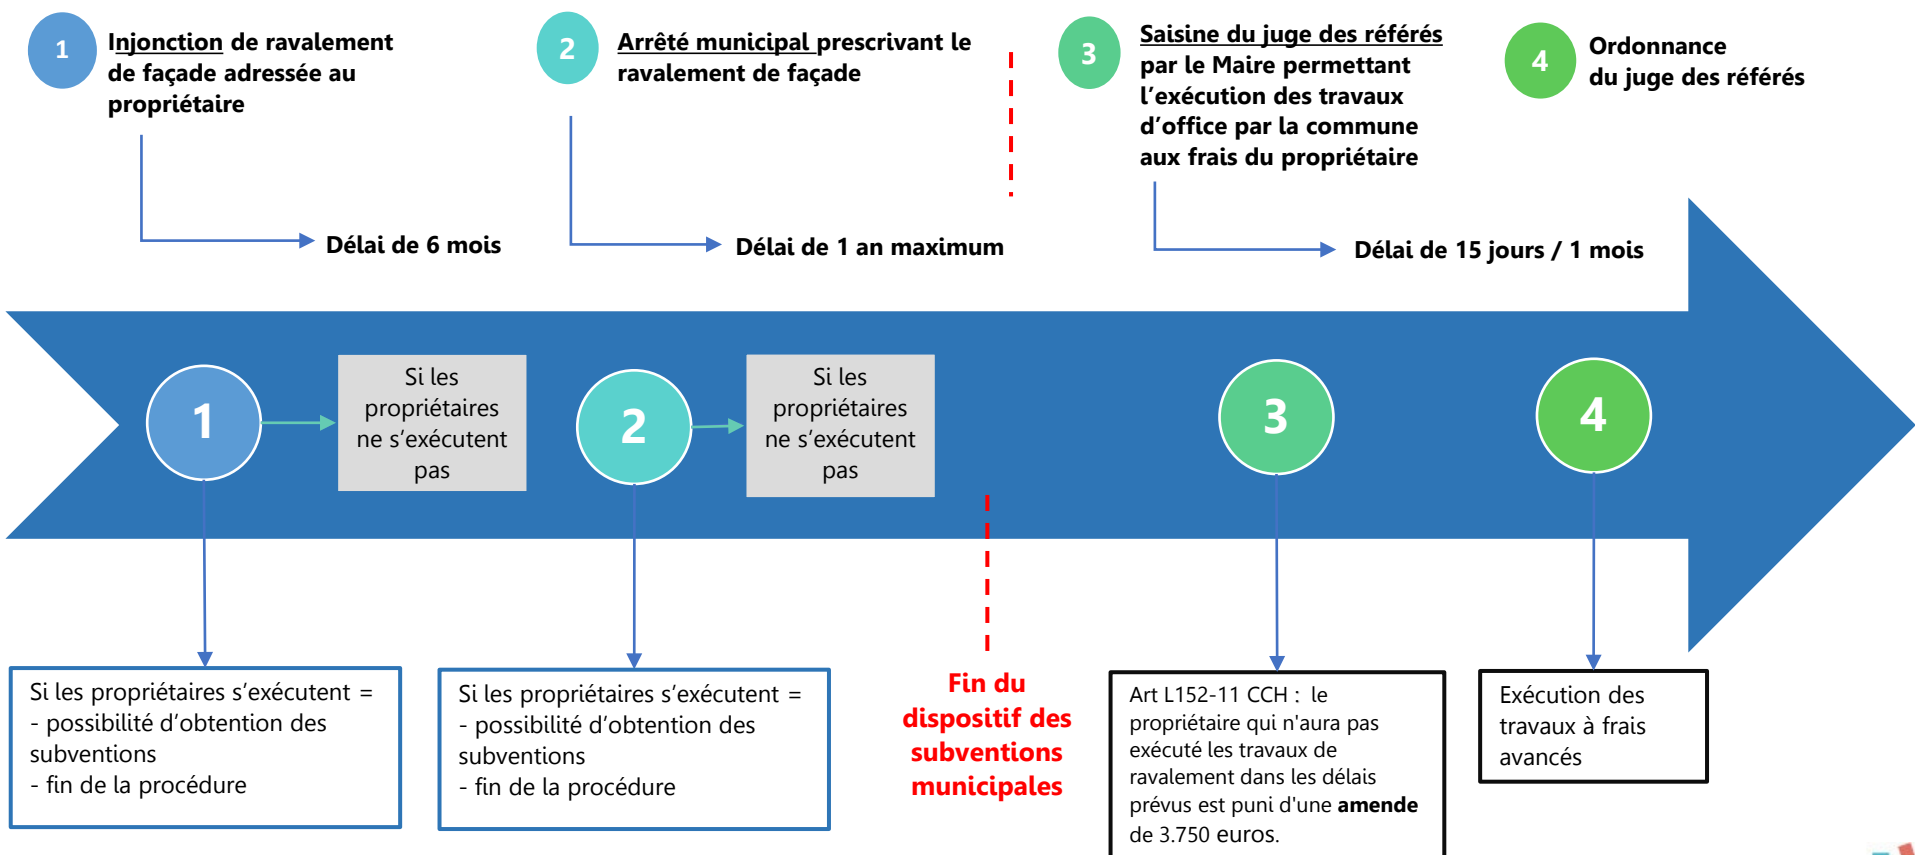 1
Injonction de ravalement
de façade adressée au
propriétaire
Délai de 6 mois
2
Arrêté municipal prescrivant le
ravalement de façade
Délai de 1 an maximum
3
Saisine du juge des référés
par le Maire permettant
l’exécution des travaux
d’office par la commune
aux frais du propriétaire
Délai de 15 jours / 1 mois
4
Ordonnance
du juge des référés
1
Si les
propriétaires
ne s’exécutent
pas
2
Si les
propriétaires
ne s’exécutent
pas
3
4
Si les propriétaires s’exécutent =
- possibilité d’obtention des
subventions
- fin de la procédure
Si les propriétaires s’exécutent =
- possibilité d’obtention des
subventions
- fin de la procédure
Fin du
dispositif des
subventions
municipales
Art L152-11 CCH : le
propriétaire qui n'aura pas
exécuté les travaux de
ravalement dans les délais
prévus est puni d'une amende
de 3.750 euros.
Exécution des
travaux à frais
avancés